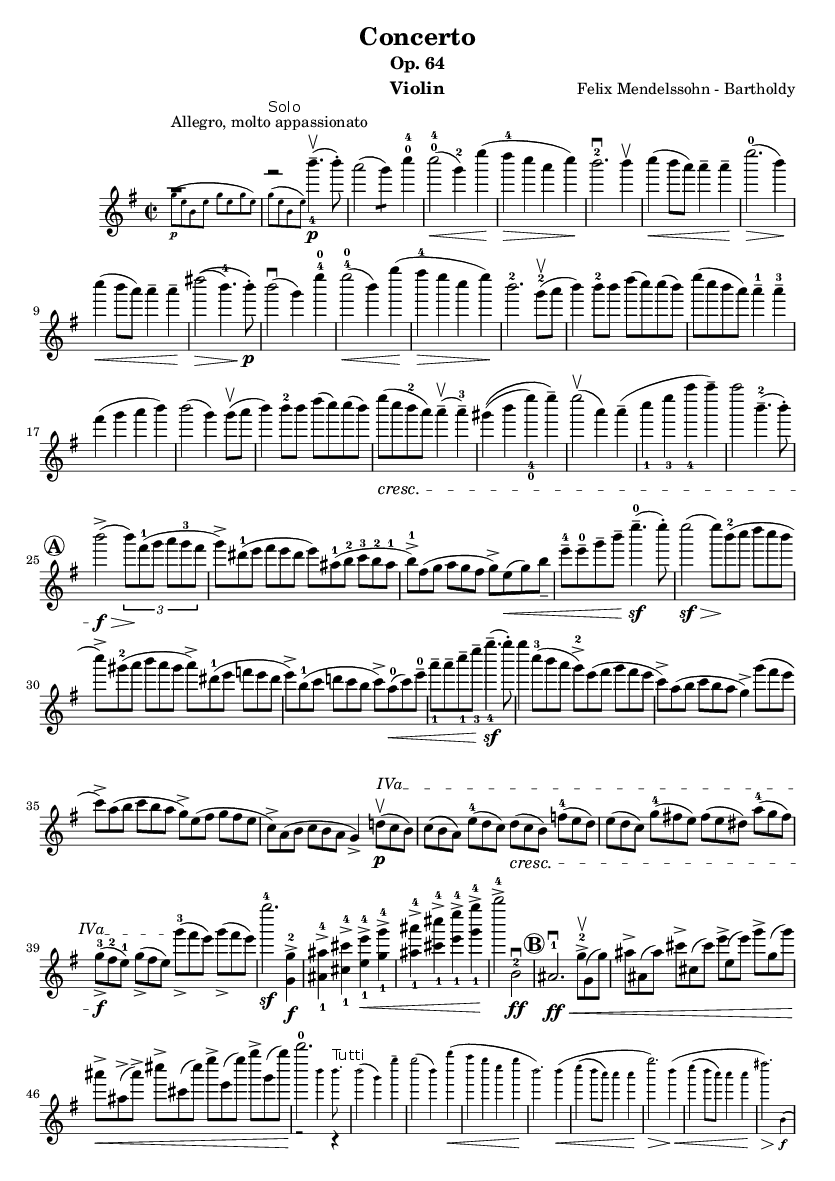 Concerto
Op. 64
Violin
Felix Mendelssohn - Bartholdy
Solo
Allegro, molto appassionato
p
p
9
p
17
cresc.
A
25
f
3
sf
sf
30
sf
IVa
35
p
cresc.
IVa
B
39
f
sf
f
ff
ff
Tutti
46
f